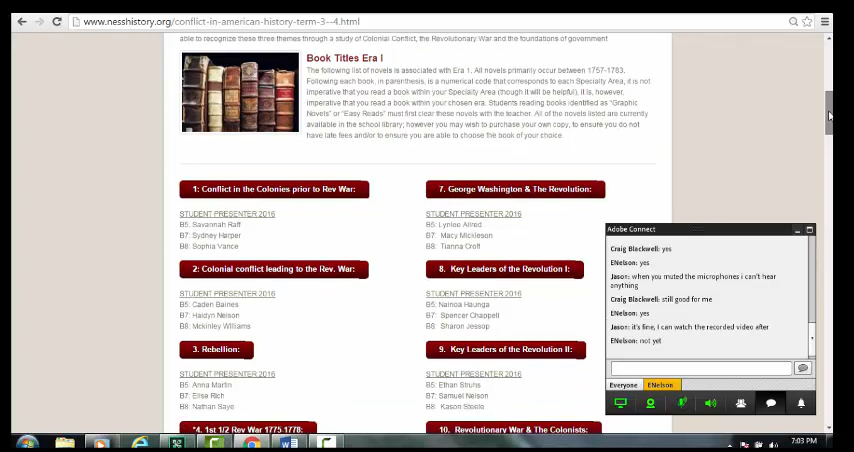 www.nesshistory.org/conflict-in-american-history-term-3--4.html
able to recognize these three themes through a study of Colonial Conflict, the Revolutionary War and the foundations of government
Book Titles Era I
The following list of novels is associated with Era 1. All novels primarily occur between 1757-1783.
Following each book, in parenthesis, is a numerical code that corresponds to each Specialty Area, it is not
imperative that you read a book within your Specialty Area (though it will be helpful), it is, however,
imperative that you read a book within your chosen era. Students reading books identified as "Graphic
Novels" or "Easy Reads" must first clear these novels with the teacher. All of the novels listed are currently
available in the school library; however you may wish to purchase your own copy, to ensure you do not
have late fees and/or to ensure you are able to choose the book of your choice.
1: Conflict in the Colonies prior to Rev War:
STUDENT PRESENTER 2016
B5: Savannah Raff
B7: Sydney Harper
B8: Sophia Vance
2: Colonial conflict leading to the Rev. War:
STUDENT PRESENTER 2016
B5: Caden Baines
B7: Haidyn Nelson
B8: Mckinley Williams
3. Rebellion:
STUDENT PRESENTER 2016
B5: Anna Martin
B7: Elise Rich
B8: Nathan Saye
*4. 1st 1/2 Rev War 1775-1778:
7. George Washington & The Revolution:
STUDENT PRESENTER 2016
B5: Lynlee Allred
B7: Macy Mickleson
B8: Tianna Croff
8. Key Leaders of the Revolution I:
STUDENT PRESENTER 2016
B5: Nainoa Haunga
B7: Spencer Chappell
B8: Sharon Jessop
9. Key Leaders of the Revolution II:
STUDENT PRESENTER 2016
B5: Ethan Struhs
B7: Samuel Nelson
B8: Kason Steele
10. Revolutionary War & The Colonists:
Adobe Connect
Craig Blackwell: yes
ENelson: yes
Jason: when you muted the microphones i can't hear
anything
Craig Blackwell: still good for me
ENelson: yes
Jason: it's fine, I can watch the recorded video after
ENelson: not yet
Everyone
ENelson
7:03 PM